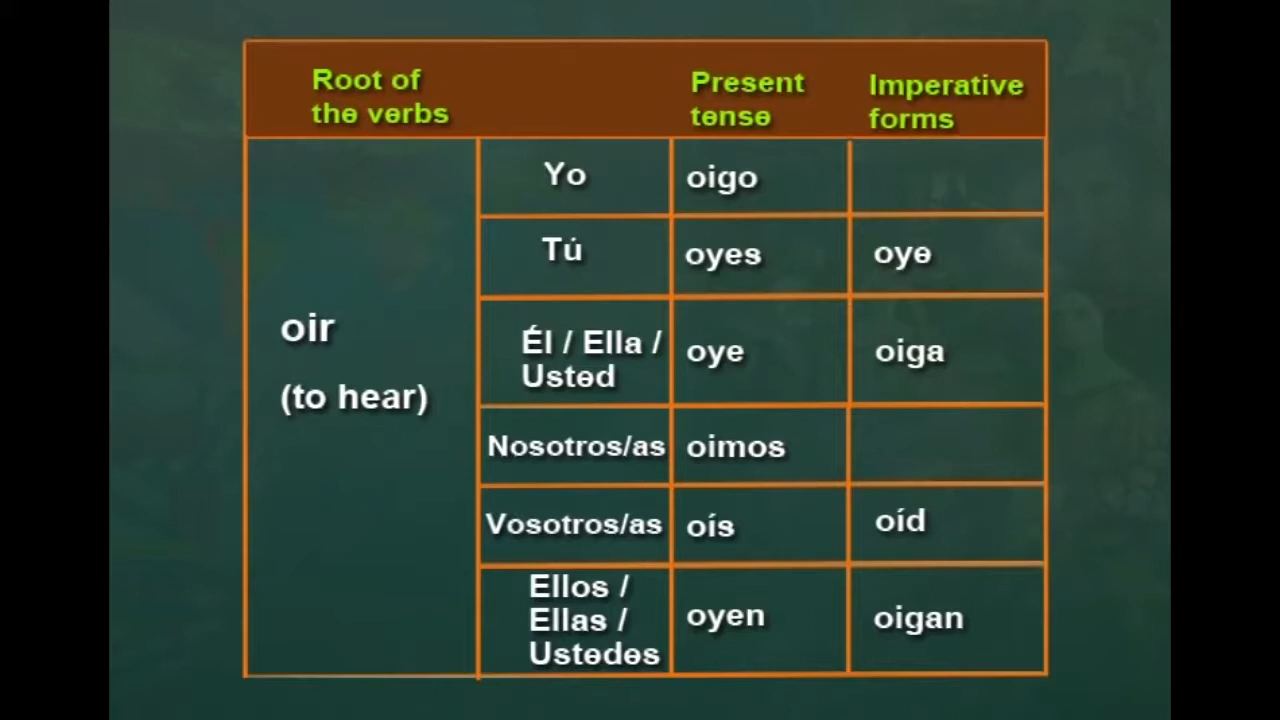 Root of
the verbs
Present
tense
Imperative
forms
oir
(to hear)
Yo
oigo
Tú
oyes
oye
Él / Ella /
Usted
oye
oiga
Nosotros/as
oimos
Vosotros/as
oís
oíd
Ellos /
Ellas /
Ustedes
oyen
oigan